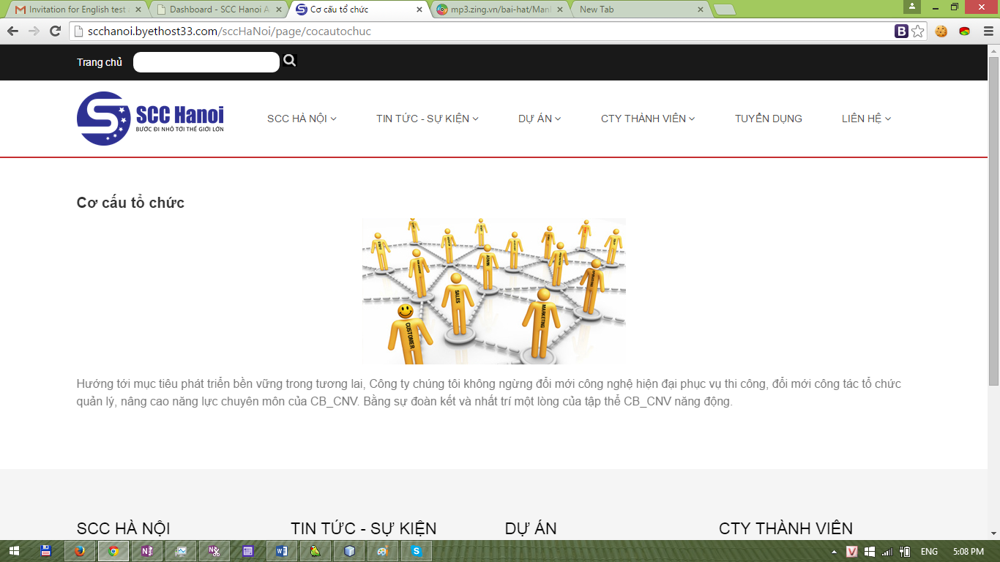 Invitation for English test
Dashboard - SCC Hanoi A
Cơ cấu tổ chức
mp3.zing.vn/bai-hat/Man
New Tab
scchanoi.byethost33.com/sccHaNoi/page/cocautochuc
Trang chủ
SCC Hanoi
BƯỚC ĐI NHỎ TỚI THẾ GIỚI LỚN
SCC HÀ NỘI
TIN TỨC - SỰ KIỆN
DỰ ÁN
CTY THÀNH VIÊN
TUYỂN DỤNG
LIÊN HỆ
Cơ cấu tổ chức
ADMIN
SALES
MARKETING
CUSTOMER
Hướng tới mục tiêu phát triển bền vững trong tương lai, Công ty chúng tôi không ngừng đổi mới công nghệ hiện đại phục vụ thi công, đổi mới công tác tổ chức
quản lý, nâng cao năng lực chuyên môn của CB_CNV. Bằng sự đoàn kết và nhất trí một lòng của tập thể CB_CNV năng động.
SCC HÀ NỘI
TIN TỨC - SỰ KIỆN
DỰ ÁN
CTY THÀNH VIÊN
ENG
5:08 PM